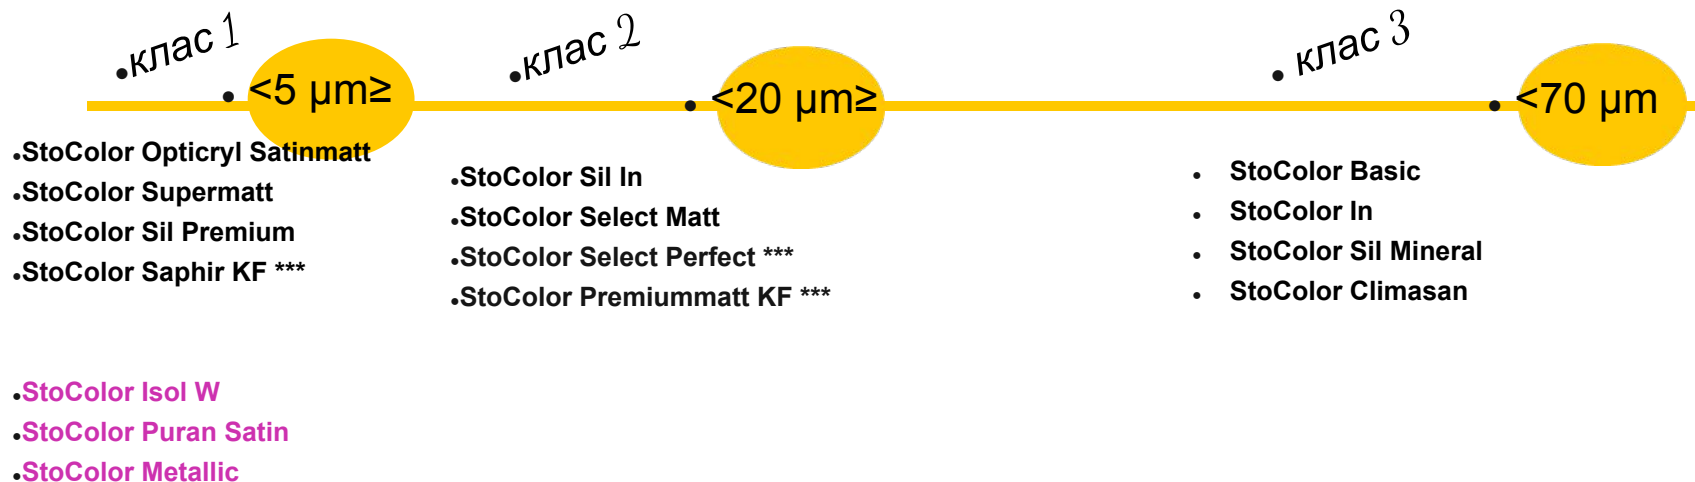 •клас 1
• <5 µm≥
•StoColor Opticryl Satinmatt
•StoColor Supermatt
•StoColor Sil Premium
•StoColor Saphir KF ***
•StoColor Isol W
•StoColor Puran Satin
•StoColor Metallic
•клас 2
• <20 µm≥
•StoColor Sil In
•StoColor Select Matt
•StoColor Select Perfect ***
•StoColor Premiummatt KF ***
• клас 3
• <70 µm
• StoColor Basic
• StoColor In
• StoColor Sil Mineral
• StoColor Climasan